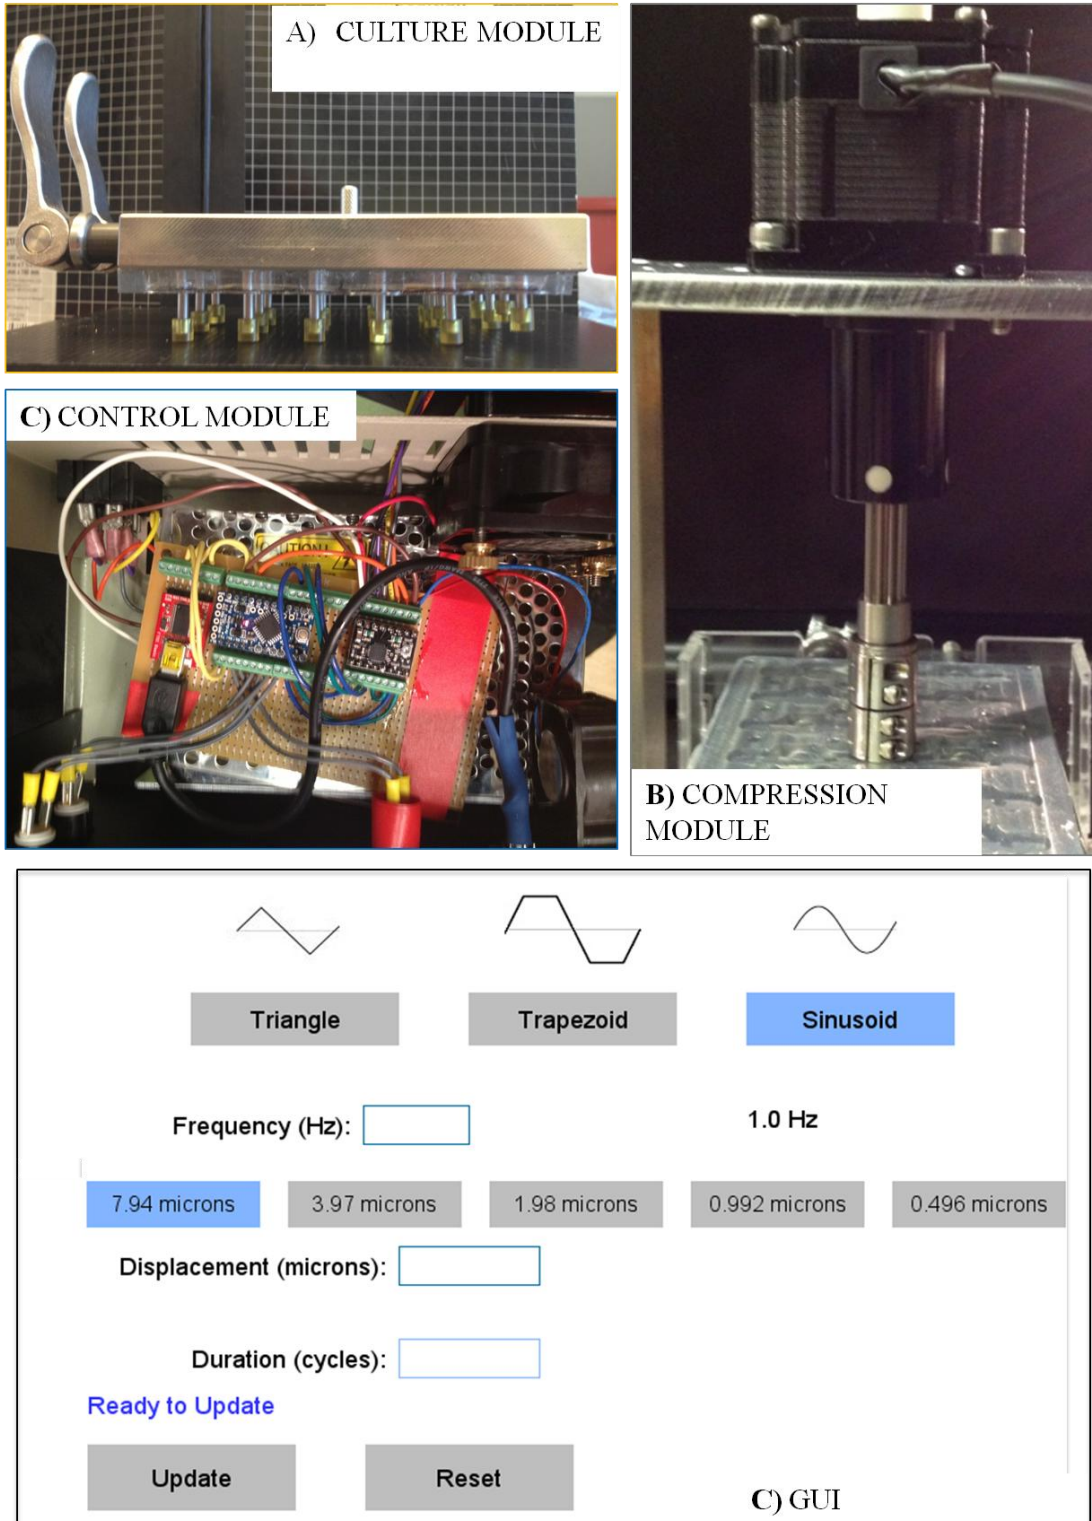 A) CULTURE MODULE
C) CONTROL MODULE
B) COMPRESSION
MODULE
Triangle
Trapezoid
Sinusoid
Frequency (Hz):
1.0 Hz
7.94 microns
3.97 microns
1.98 microns
0.992 microns
0.496 microns
Displacement (microns):
Duration (cycles):
Ready to Update
Update
Reset
C) GUI